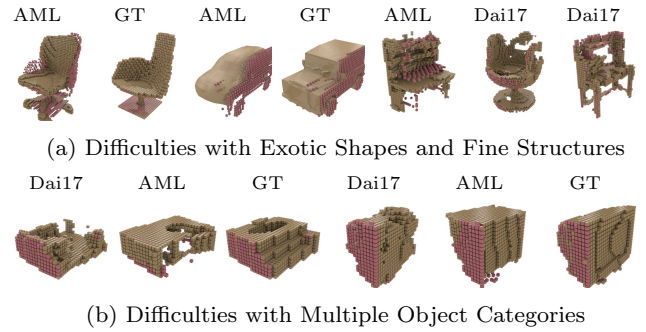 AML GT AML GT AML Dai17 Dai17
(a) Difficulties with Exotic Shapes and Fine Structures
Dai17 AML GT Dai17 AML GT
(b) Difficulties with Multiple Object Categories